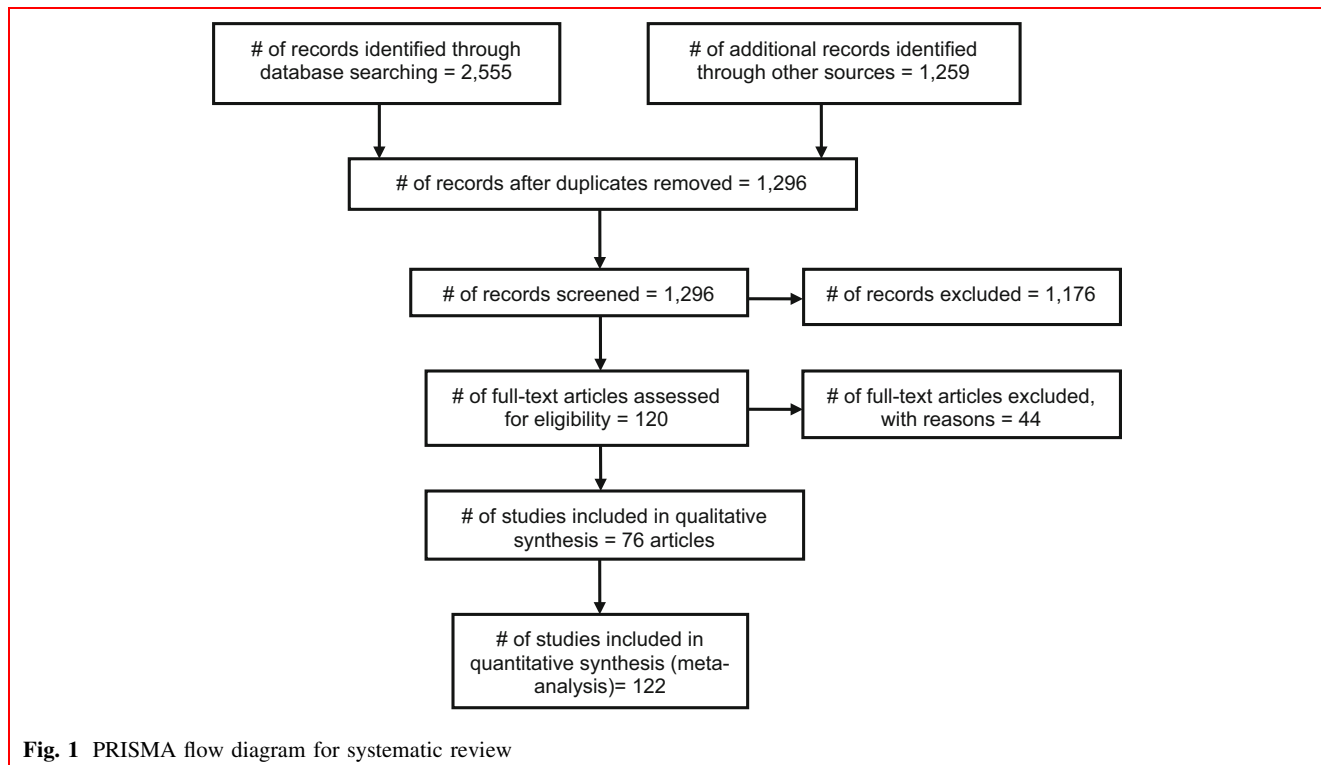 # of records identified through
database searching = 2,555
# of additional records identified
through other sources = 1,259
# of records after duplicates removed = 1,296
# of records screened = 1,296
# of records excluded = 1,176
# of full-text articles assessed
for eligibility = 120
# of full-text articles excluded,
with reasons = 44
# of studies included in qualitative
synthesis = 76 articles
# of studies included in
quantitative synthesis (meta-
analysis)= 122
Fig. 1 PRISMA flow diagram for systematic review